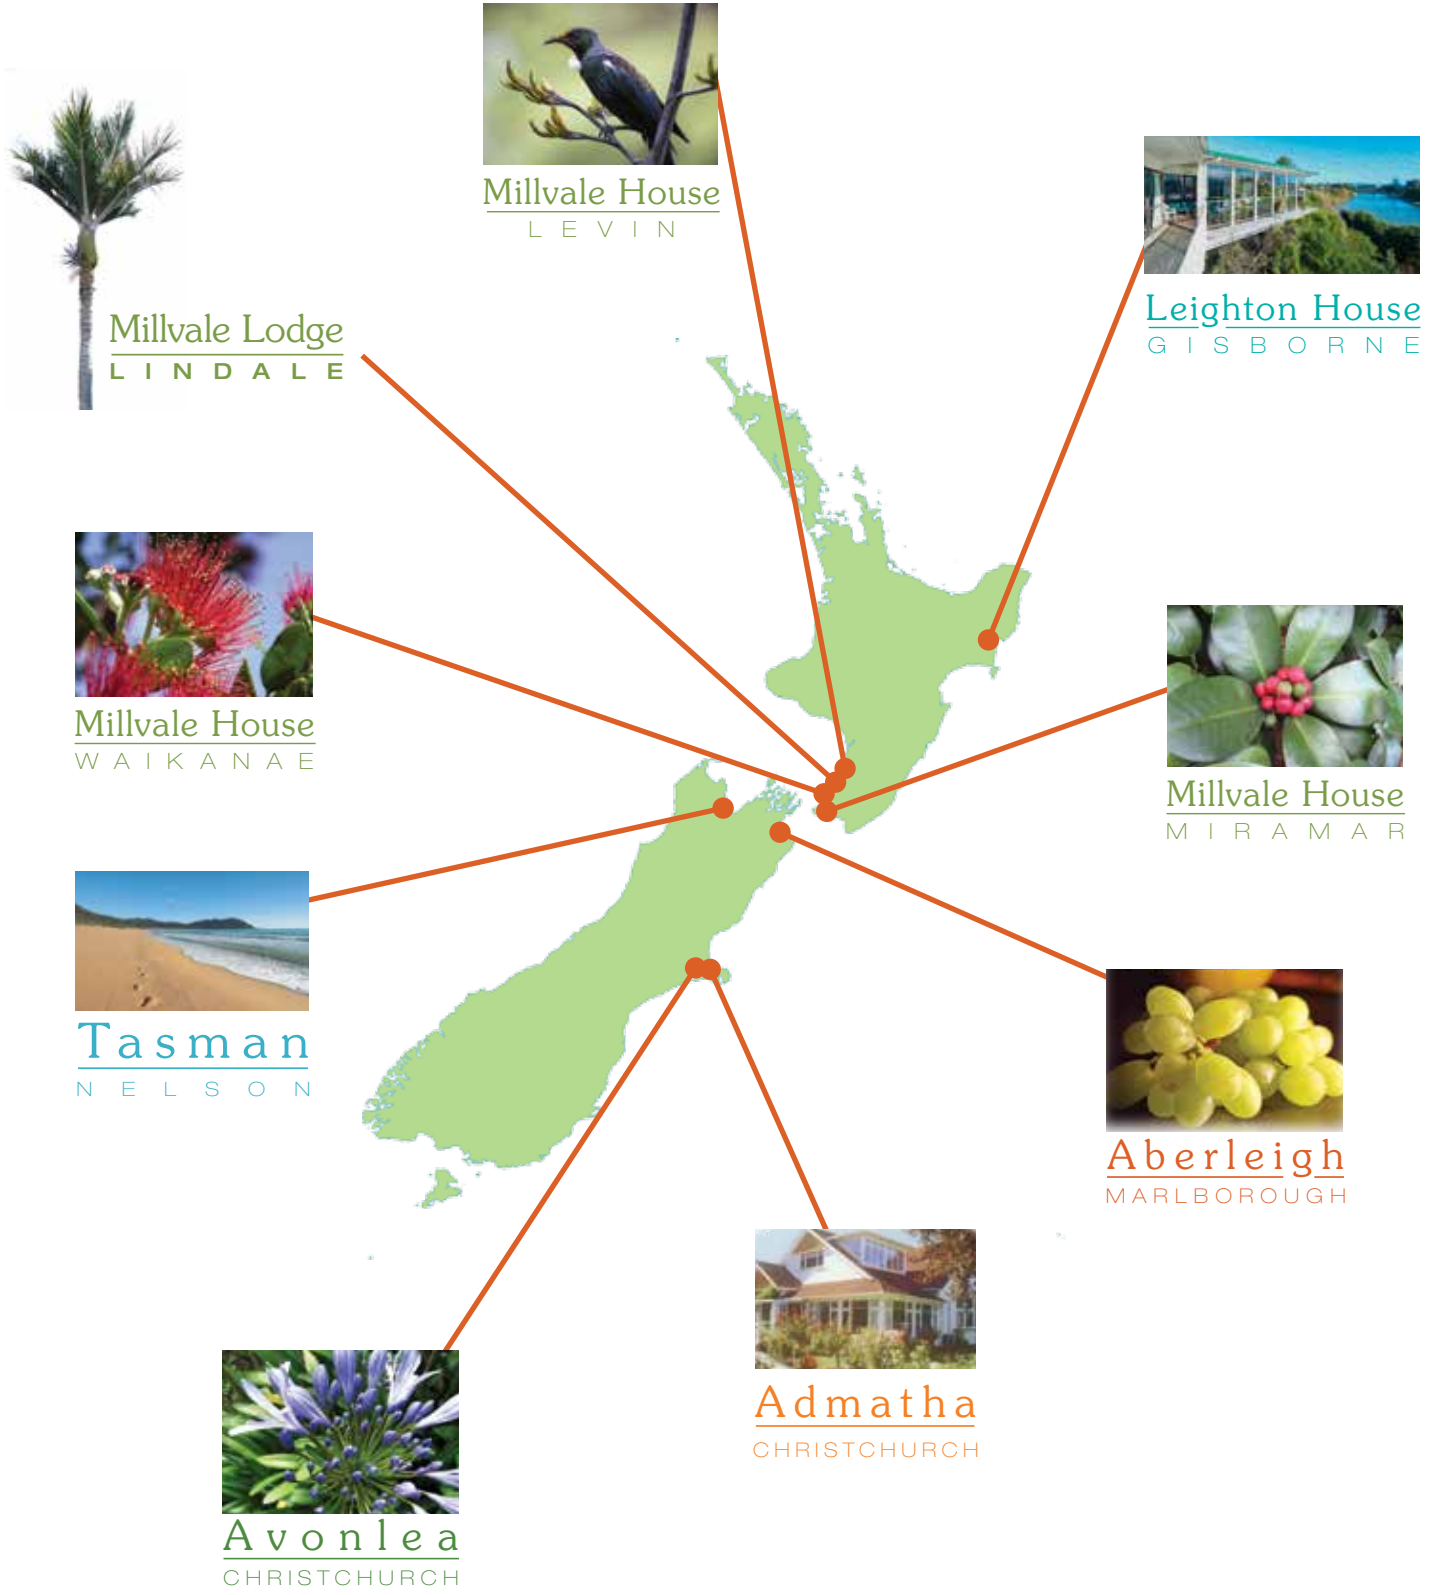 Millvale House
LEVIN
Leighton House
GISBORNE
Millvale Lodge
LINDALE
Millvale House
WAIKANAE
Millvale House
MIRAMAR
Tasman
NELSON
Aberleigh
MARLBOROUGH
Admatha
CHRISTCHURCH
Avonlea
CHRISTCHURCH